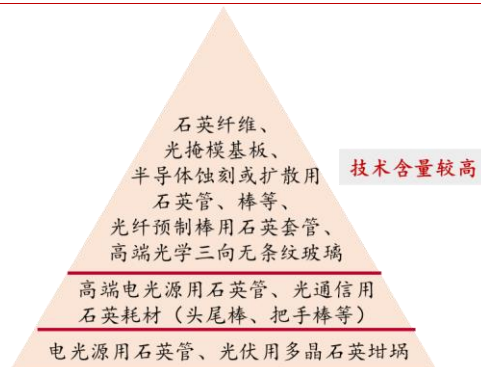 石英纤维、
光掩模基板、
半导体蚀刻或扩散用
石英管、棒等、
光纤预制棒用石英套管、
高端光学三向无条纹玻璃
技术含量较高
高端电光源用石英管、光通信用
石英耗材（头尾棒、把手棒等）
电光源用石英管、光伏用多晶石英坩埚